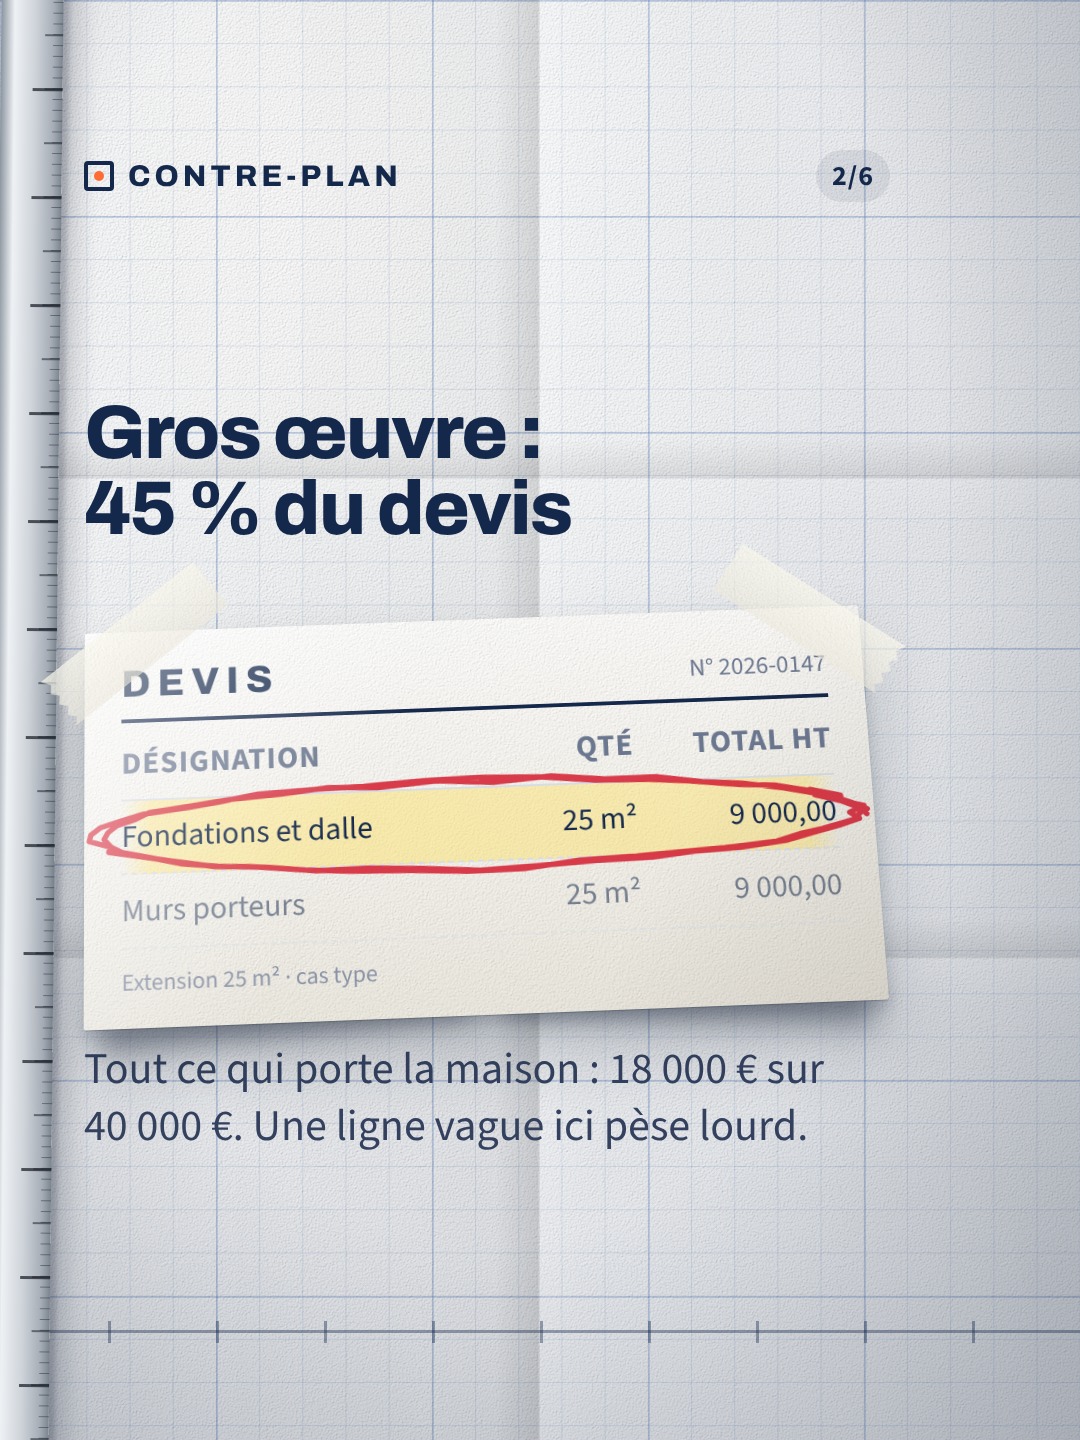 CONTRE-PLAN
2/6
Gros œuvre :
45 % du devis
DEVIS
N° 2026-0147
DÉSIGNATION QTÉ TOTAL HT
Fondations et dalle 25 m² 9 000,00
Murs porteurs 25 m² 9 000,00
Extension 25 m² · cas type
Tout ce qui porte la maison : 18 000 € sur
40 000 €. Une ligne vague ici pèse lourd.